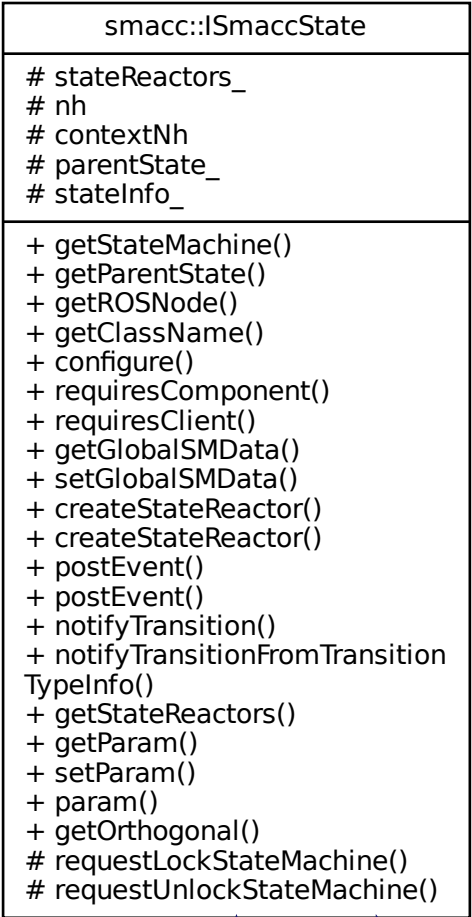 smacc::ISmaccState
# stateReactors_
# nh
# contextNh
# parentState_
# stateInfo_
+ getStateMachine()
+ getParentState()
+ getROSNode()
+ getClassName()
+ configure()
+ requiresComponent()
+ requiresClient()
+ getGlobalSMData()
+ setGlobalSMData()
+ createStateReactor()
+ createStateReactor()
+ postEvent()
+ postEvent()
+ notifyTransition()
+ notifyTransitionFromTransition
TypeInfo()
+ getStateReactors()
+ getParam()
+ setParam()
+ param()
+ getOrthogonal()
# requestLockStateMachine()
# requestUnlockStateMachine()